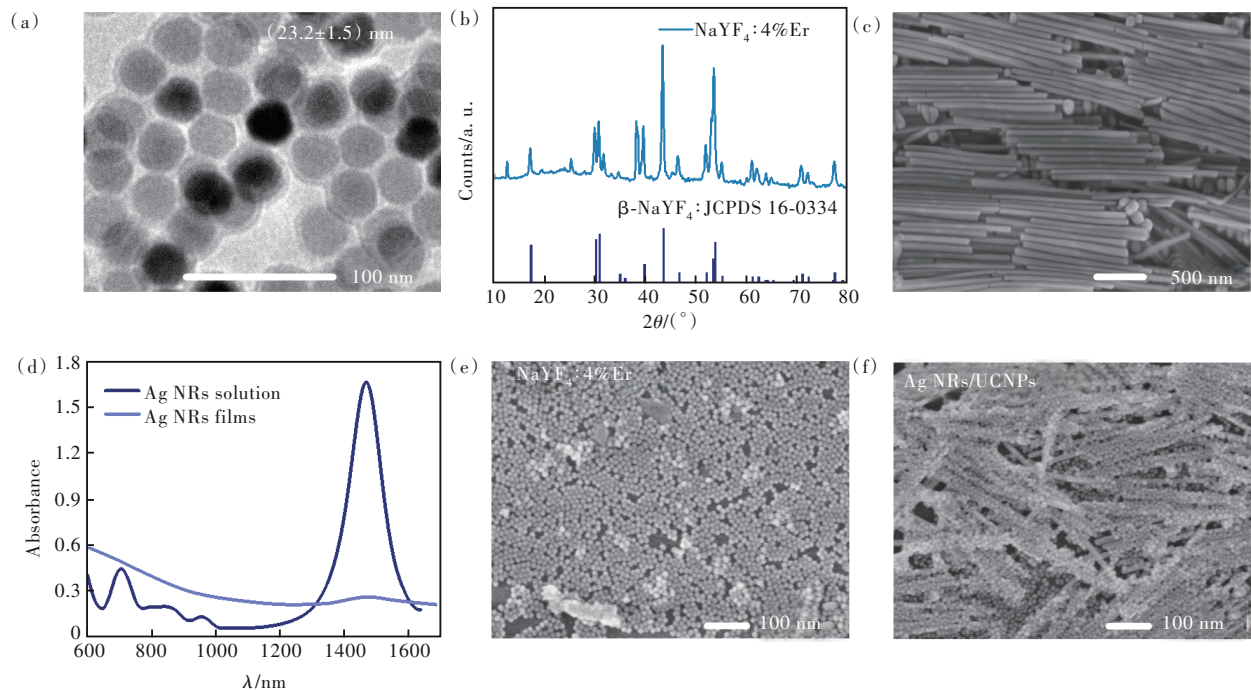 (a)
(23.2±1.5) nm
100 nm
(b)
NaYF₄:4%Er
Counts/a. u.
β-NaYF₄:JCPDS 16-0334
10 20 30 40 50 60 70 80
2θ/(°)
(c)
500 nm
(d)
1.8
1.5
1.2
0.9
0.6
0.3
0
Absorbance
Ag NRs solution
Ag NRs films
600 800 1000 1200 1400 1600
λ/nm
(e)
NaYF₄:4%Er
100 nm
(f)
Ag NRs/UCNPs
100 nm